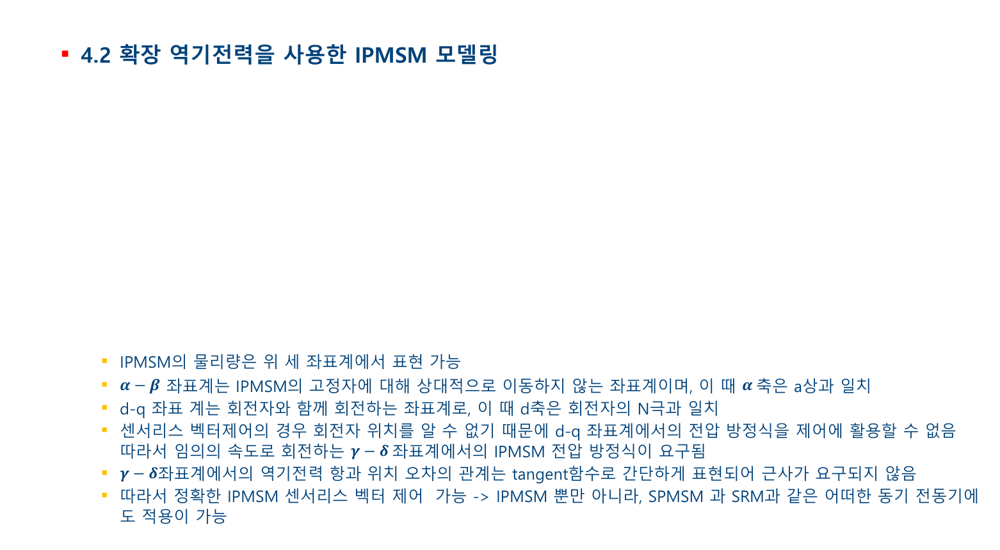 ▪ 4.2 확장 역기전력을 사용한 IPMSM 모델링
▪ IPMSM의 물리량은 위 세 좌표계에서 표현 가능
▪ α − β 좌표계는 IPMSM의 고정자에 대해 상대적으로 이동하지 않는 좌표계이며, 이 때 α 축은 a상과 일치
▪ d-q 좌표 계는 회전자와 함께 회전하는 좌표계로, 이 때 d축은 회전자의 N극과 일치
▪ 센서리스 벡터제어의 경우 회전자 위치를 알 수 없기 때문에 d-q 좌표계에서의 전압 방정식을 제어에 활용할 수 없음
따라서 임의의 속도로 회전하는 γ − δ 좌표계에서의 IPMSM 전압 방정식이 요구됨
▪ γ − δ좌표계에서의 역기전력 항과 위치 오차의 관계는 tangent함수로 간단하게 표현되어 근사가 요구되지 않음
▪ 따라서 정확한 IPMSM 센서리스 벡터 제어  가능 -> IPMSM 뿐만 아니라, SPMSM 과 SRM과 같은 어떠한 동기 전동기에
도 적용이 가능